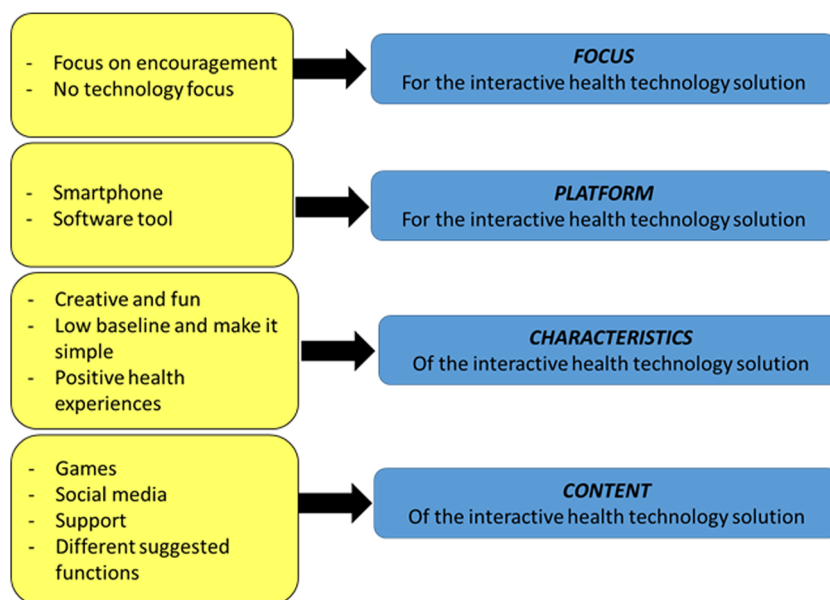 - Focus on encouragement
- No technology focus
FOCUS
For the interactive health technology solution
- Smartphone
- Software tool
PLATFORM
For the interactive health technology solution
- Creative and fun
- Low baseline and make it
simple
- Positive health
experiences
CHARACTERISTICS
Of the interactive health technology solution
- Games
- Social media
- Support
- Different suggested
functions
CONTENT
Of the interactive health technology solution